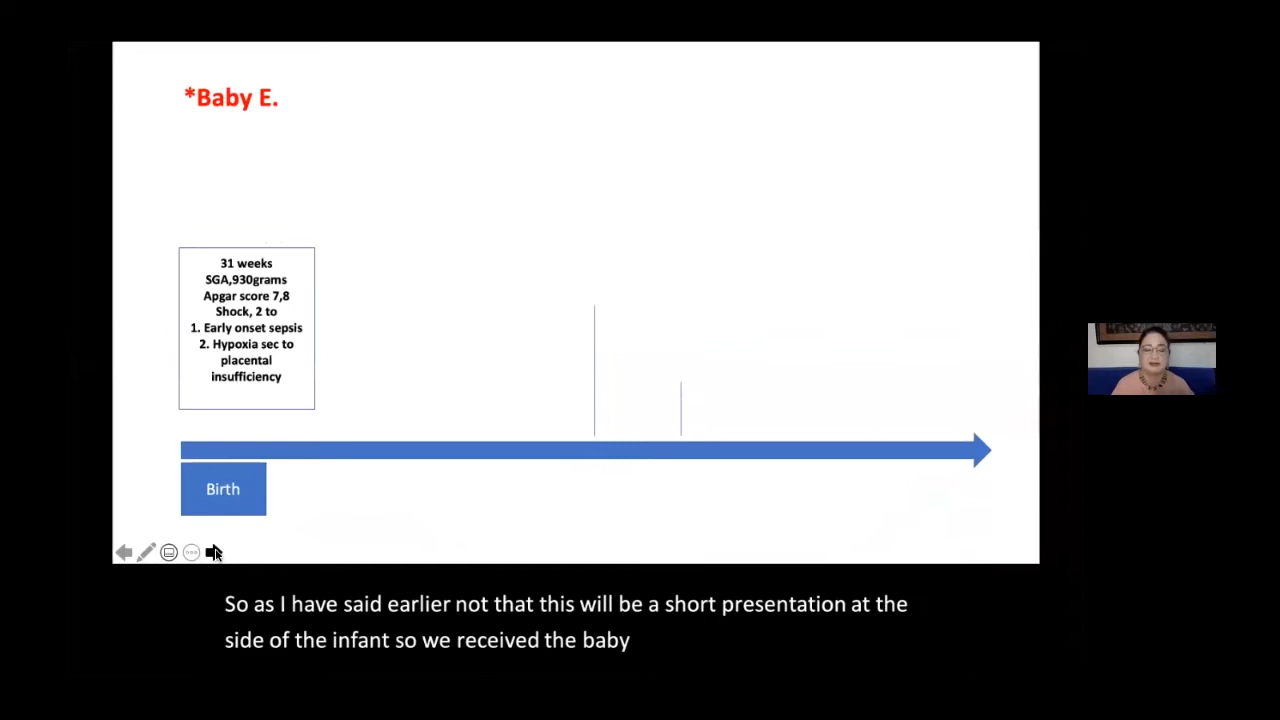 *Baby E.
31 weeks
SGA,930grams
Apgar score 7,8
Shock, 2 to
1. Early onset sepsis
2. Hypoxia sec to
placental
insufficiency
Birth
So as I have said earlier not that this will be a short presentation at the
side of the infant so we received the baby